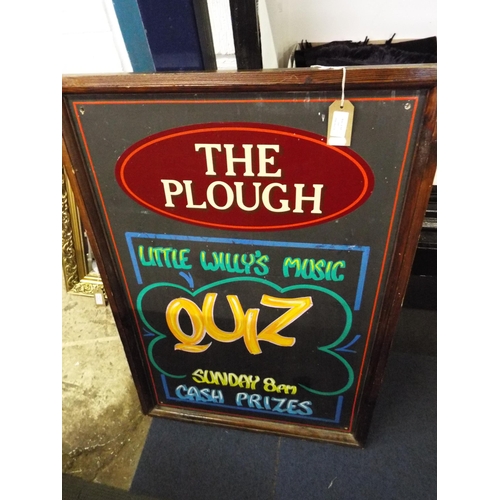 THE
PLOUGH
LITTLE WILLY'S MUSIC
QUIZ
SUNDAY 8PM
CASH PRIZES